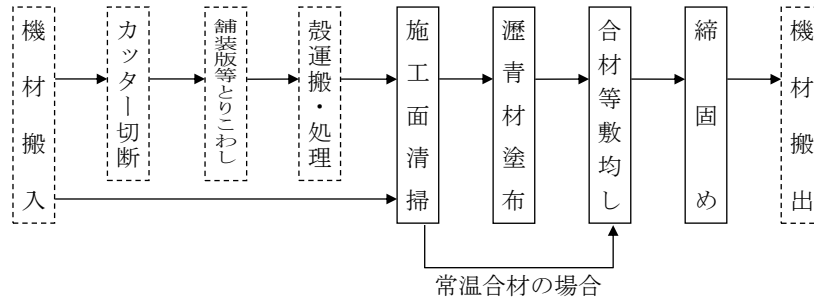 機材搬入
カッター切断
舗装版等とりこわし
殻運搬・処理
施工面清掃
瀝青材塗布
合材等敷均し
締固め
機材搬出
常温合材の場合